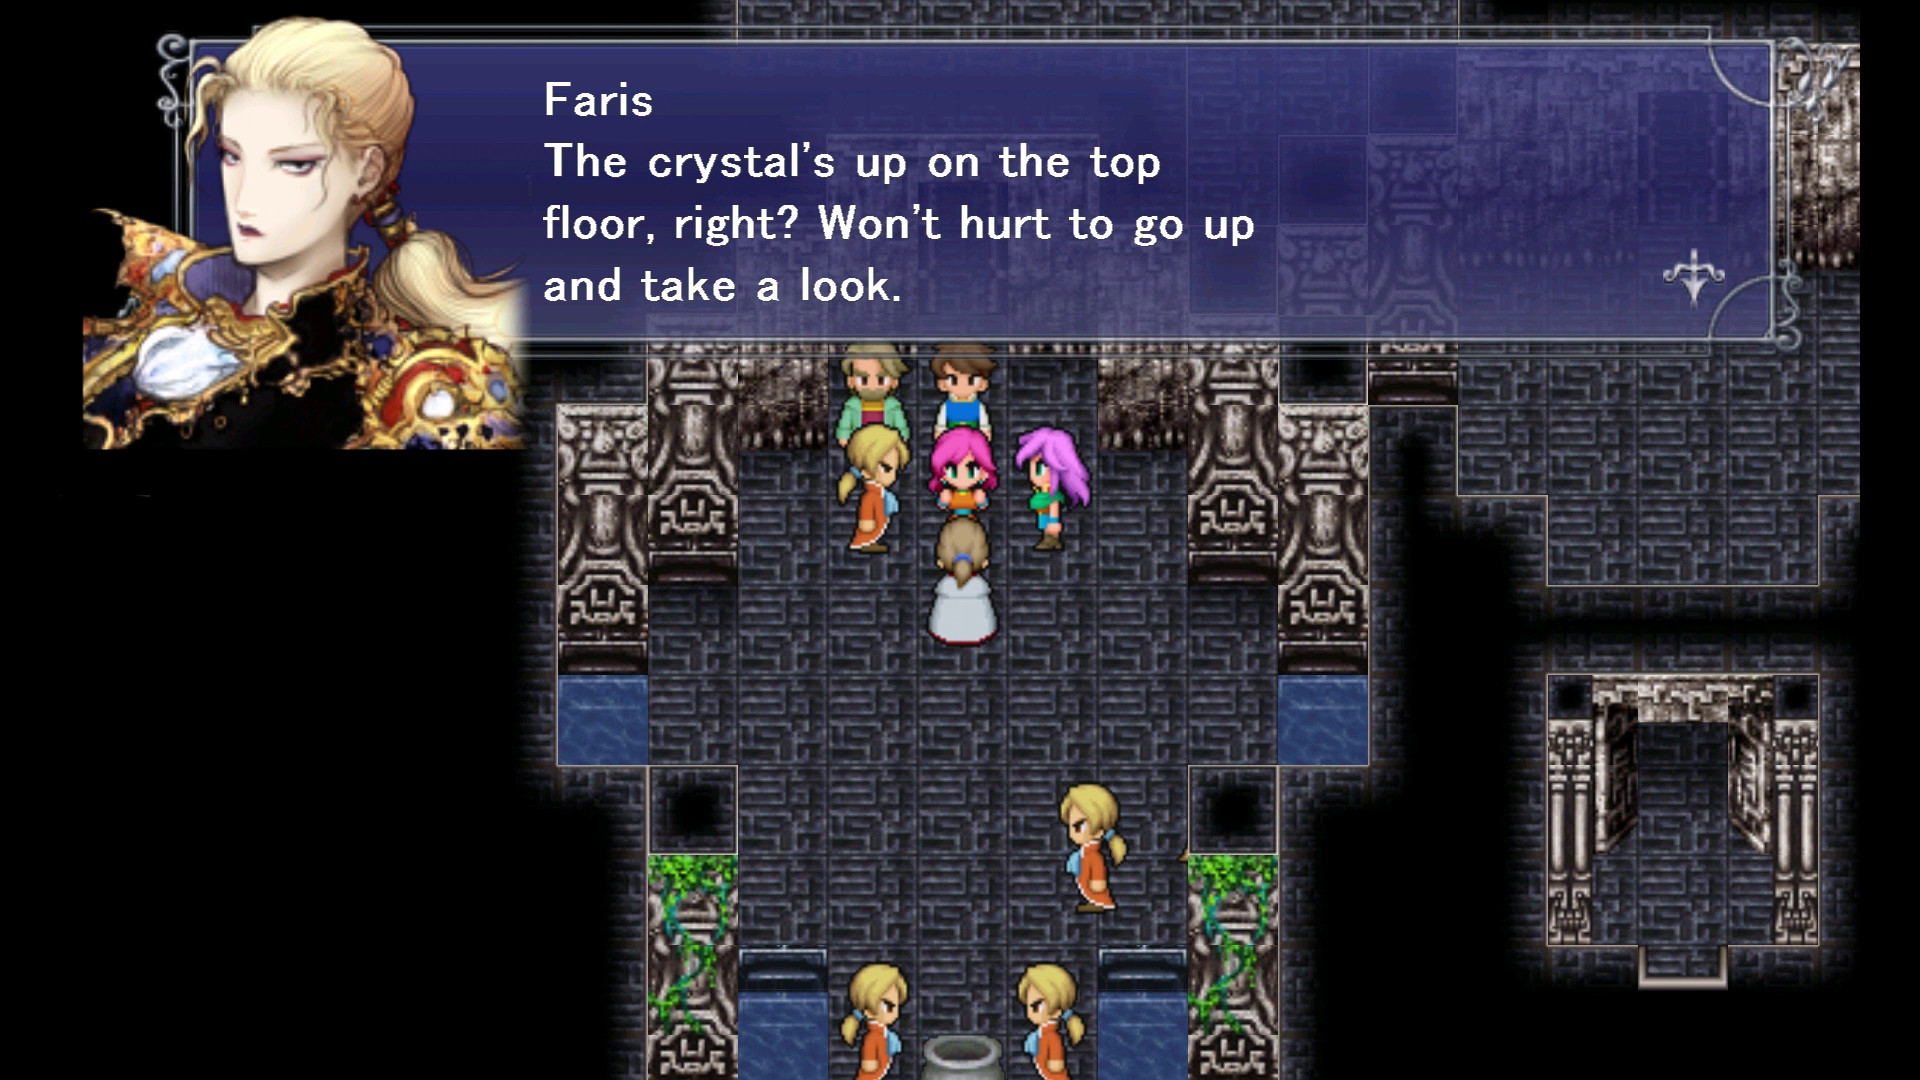 Faris
The crystal's up on the top
floor, right? Won't hurt to go up
and take a look.